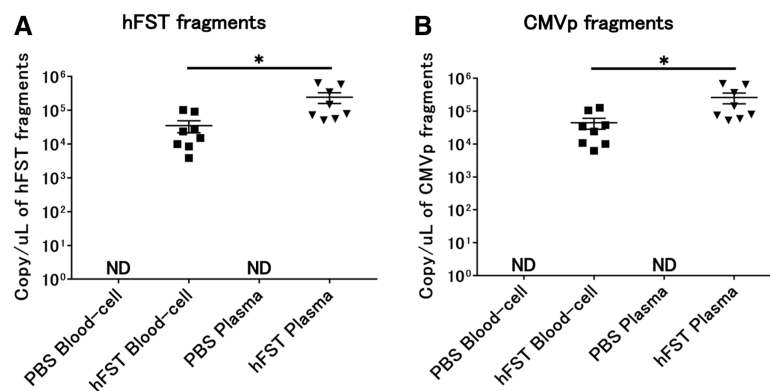 A
hFST fragments
*
Copy/uL of hFST fragments
10⁶
10⁵
10⁴
10³
10²
10¹
10⁰
ND
ND
PBS Blood-cell
hFST Blood-cell
PBS Plasma
hFST Plasma
B
CMVp fragments
*
Copy/uL of CMVp fragments
10⁶
10⁵
10⁴
10³
10²
10¹
10⁰
ND
ND
PBS Blood-cell
hFST Blood-cell
PBS Plasma
hFST Plasma